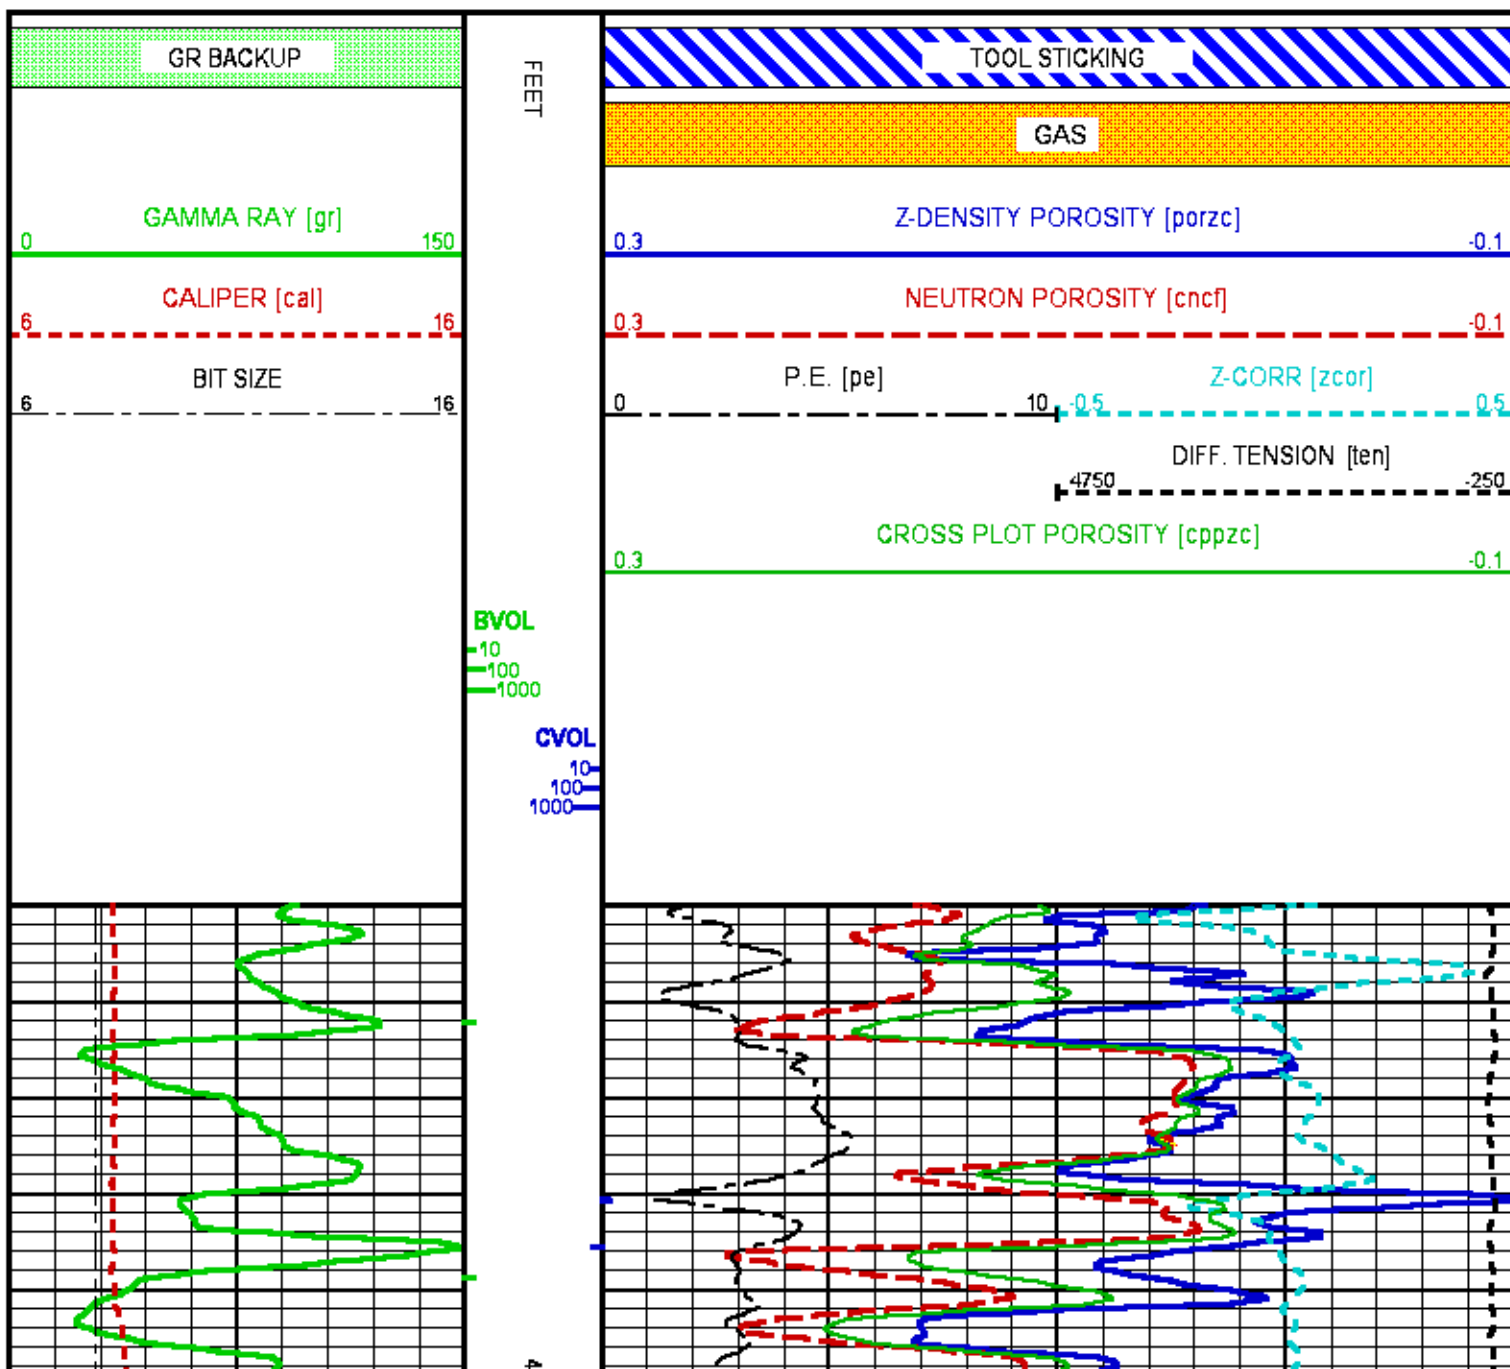 GR BACKUP
FEET
TOOL STICKING
GAS
GAMMA RAY [gr]
0 150
CALIPER [cal]
6 16
BIT SIZE
6 16
Z-DENSITY POROSITY [porzc]
0.3 -0.1
NEUTRON POROSITY [cncf]
0.3 -0.1
P.E. [pe]
0 10
Z-CORR [zcor]
-0.5 0.5
DIFF. TENSION [ten]
4750 -250
CROSS PLOT POROSITY [cppzc]
0.3 -0.1
BVOL
10
100
1000
CVOL
10
100
1000